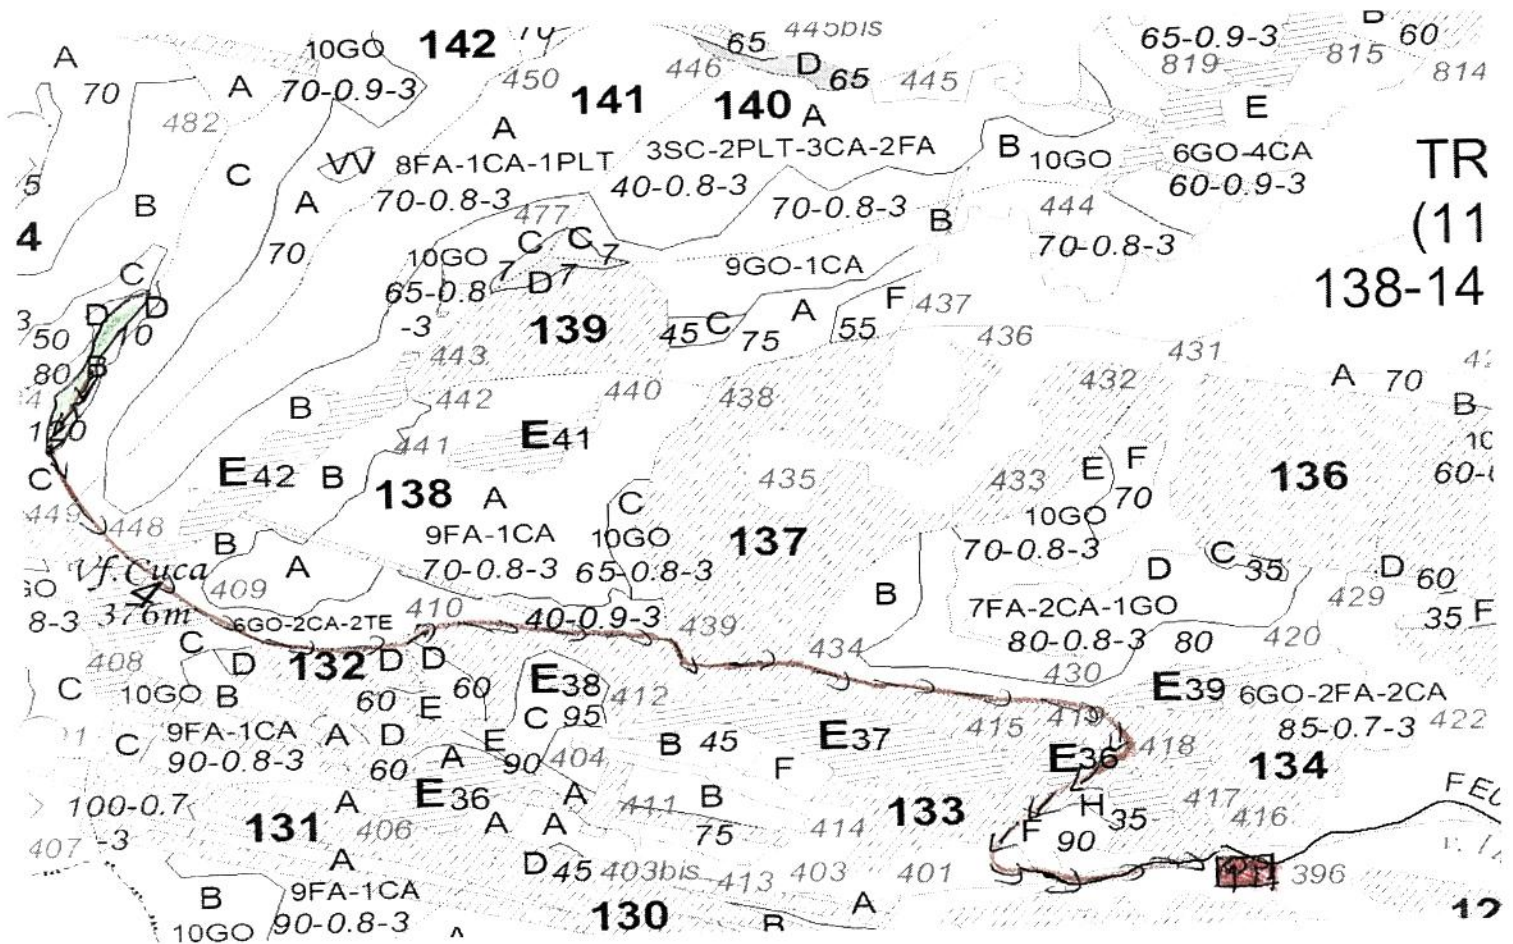 10GO 142 65 445bis 65-0.9-3 B 60
A 70 A 70-0.9-3 450 446 D 65 445 819 815 814
482 141 140 A E
A
C VV 8FA-1CA-1PLT 3SC-2PLT-3CA-2FA B 10GO 6GO-4CA TR
5 70-0.8-3 40-0.8-3 60-0.9-3
B A 477 70-0.8-3 B 444 (11
4 70 C C 7 70-0.8-3
C 10GO 7 D 7 9GO-1CA 138-14
D D 65-0.8 A F 437
3 50 10 -3 139 45 C 75 55 436 431
80 B 443 440 438 432 A 70
120 B 442 B
441 E41
E42 B 138 A 435 433 E F 70 136
C C 10GO
449 448 B A 9FA-1CA 10GO 137 70-0.8-3 C 35 D 60
Vf.Cuca 409 70-0.8-3 65-0.8-3 B D 429
8-3 376m 6GO-2CA-2TE 410 40-0.9-3 439 7FA-2CA-1GO 35 F
C 80-0.8-3 80 420
408 D 132 D D 434 430
C 10GO B 60 60 E38 412 E39 6GO-2FA-2CA
E C 95 415 419 85-0.7-3 422
C 9FA-1CA A D E B 45 E37 418
90-0.8-3 60 A 90 404 F E36 134
100-0.7 A E36 A 411 B 133 H 35 417
-3 131 406 A A 75 414 F 90 416
407 A D 45 403bis 413 403 401 396
B 9FA-1CA A
10GO 90-0.8-3 A 130 B 12